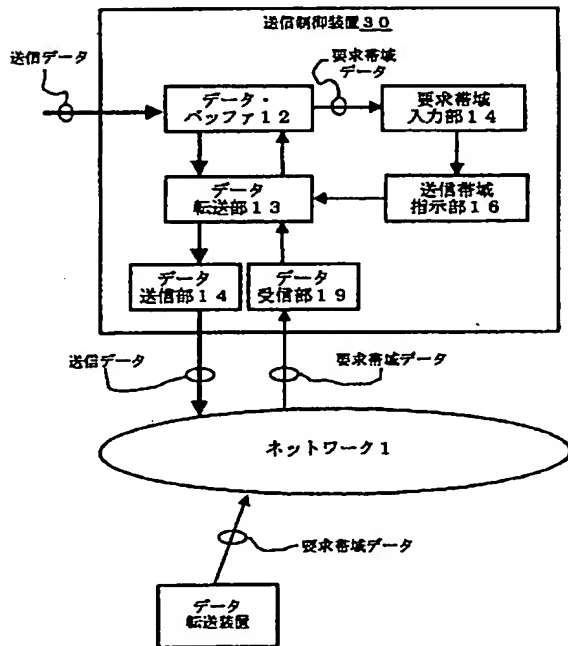 送信制御装置30
送信データ
要求帯域
データ
データ・
バッファ12
要求帯域
入力部14
データ
転送部13
送信帯域
指示部16
データ
送信部14
データ
受信部19
送信データ
要求帯域データ
ネットワーク1
要求帯域データ
データ
転送装置